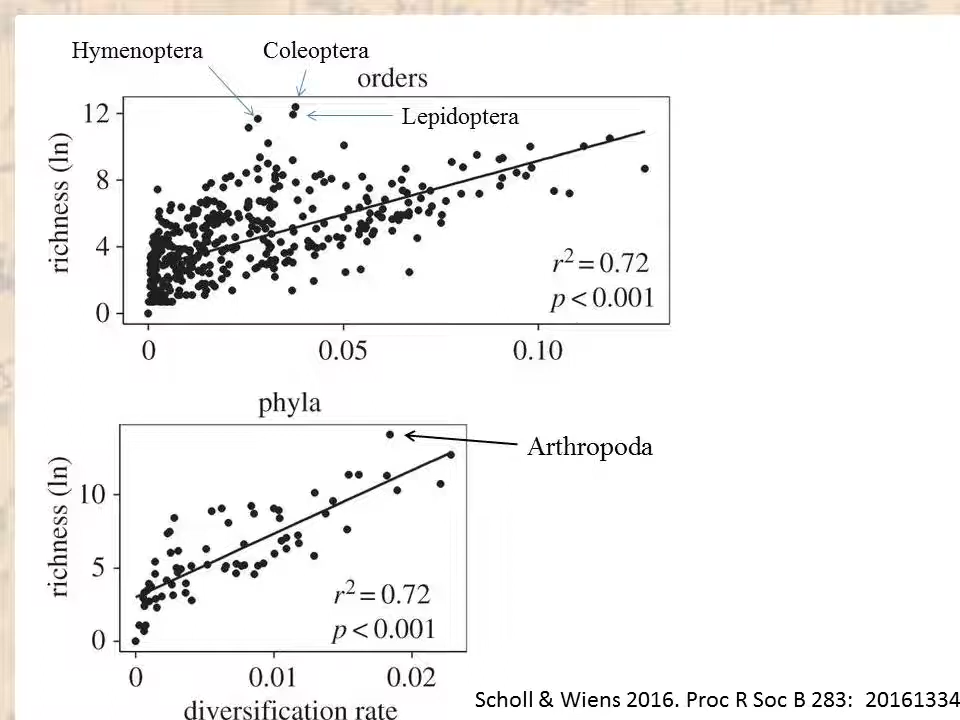 Hymenoptera Coleoptera
orders
Lepidoptera
12
8
4
0
richness (ln)
r² = 0.72
p < 0.001
0 0.05 0.10
phyla
Arthropoda
10
5
0
richness (ln)
r² = 0.72
p < 0.001
0 0.01 0.02
diversification rate
Scholl & Wiens 2016. Proc R Soc B 283: 20161334